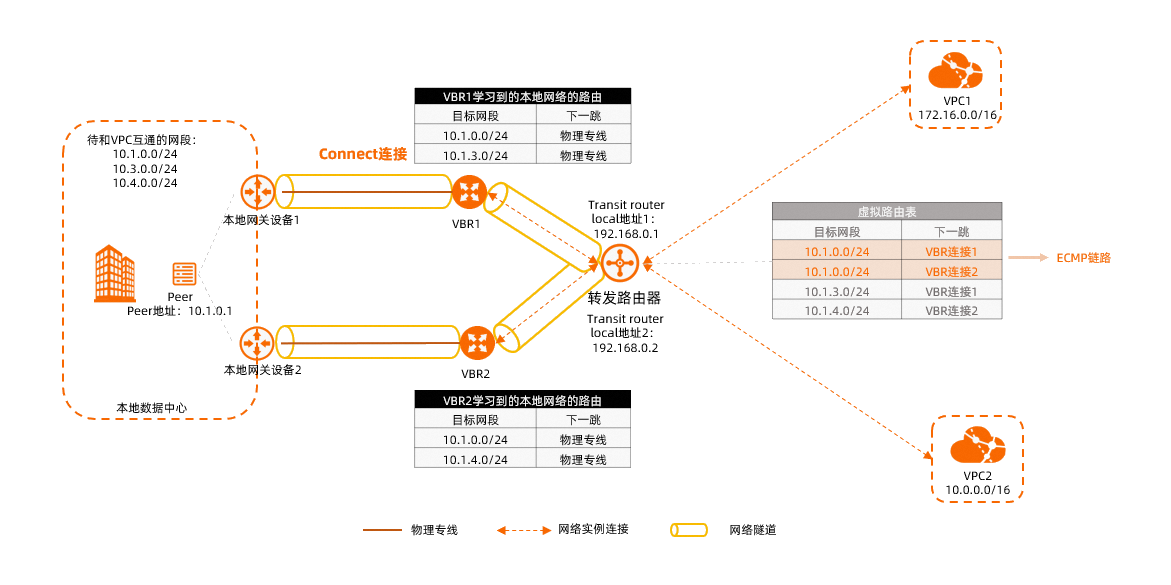 VPC1
172.16.0.0/16
VBR1学习到的本地网络的路由
目标网段 下一跳
10.1.0.0/24 物理专线
10.1.3.0/24 物理专线
待和VPC互通的网段：
10.1.0.0/24
10.3.0.0/24
10.4.0.0/24
Connect连接
本地网关设备1
VBR1
Transit router
local地址1：
192.168.0.1
转发路由器
Transit router
local地址2：
192.168.0.2
虚拟路由表
目标网段 下一跳
10.1.0.0/24 VBR连接1
10.1.0.0/24 VBR连接2
10.1.3.0/24 VBR连接1
10.1.4.0/24 VBR连接2
ECMP链路
Peer
Peer地址：10.1.0.1
本地网关设备2
VBR2
本地数据中心
VBR2学习到的本地网络的路由
目标网段 下一跳
10.1.0.0/24 物理专线
10.1.4.0/24 物理专线
VPC2
10.0.0.0/16
物理专线
网络实例连接
网络隧道